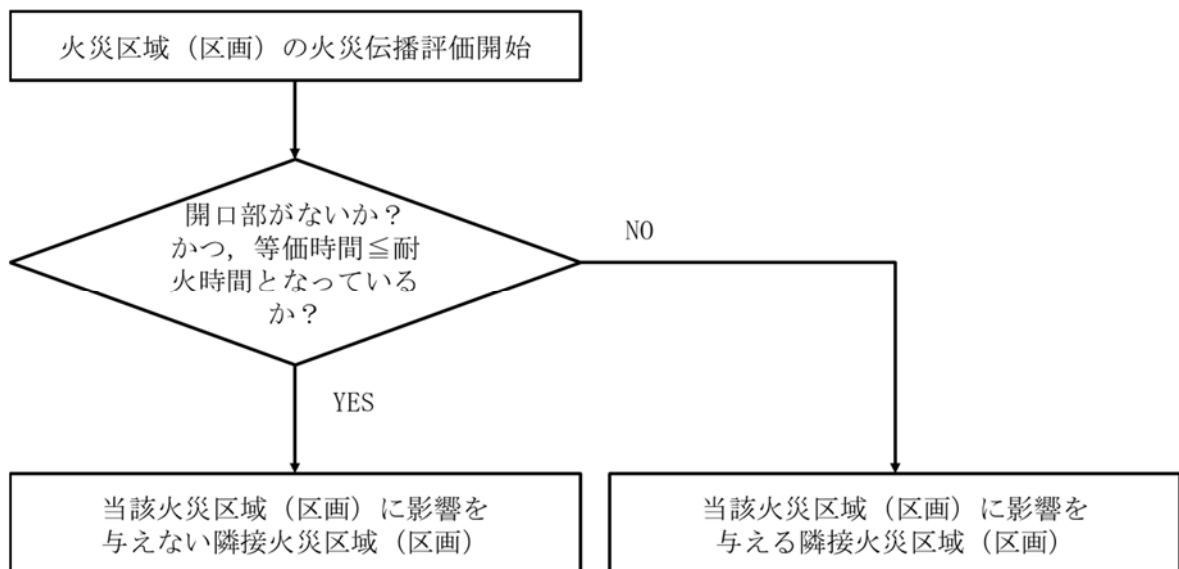 火災区域（区画）の火災伝播評価開始
開口部がないか？
かつ，等価時間≦耐
火時間となっている
か？
NO
YES
当該火災区域（区画）に影響を
与えない隣接火災区域（区画）
当該火災区域（区画）に影響を
与える隣接火災区域（区画）